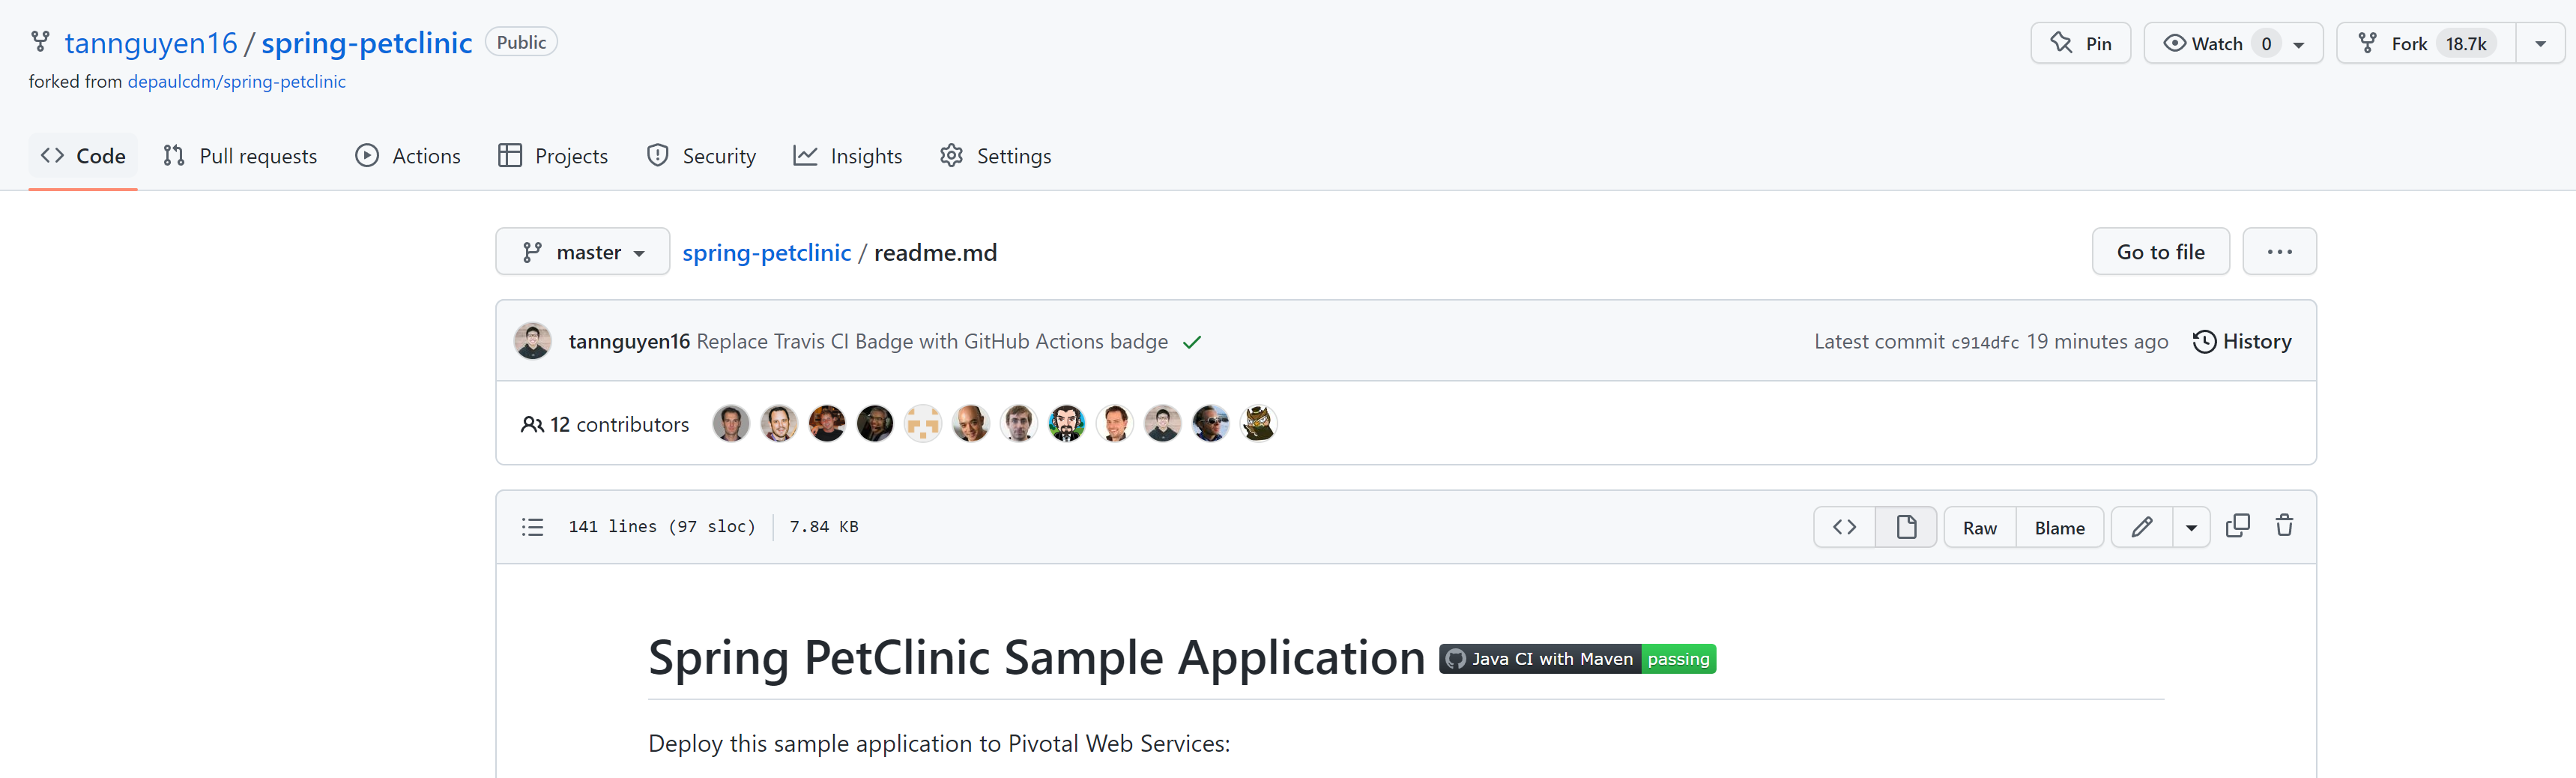 tannguyen16 / spring-petclinic Public
Pin Watch 0 Fork 18.7k
forked from depaulcdm/spring-petclinic
Code Pull requests Actions Projects Security Insights Settings
master spring-petclinic / readme.md Go to file ...
tannguyen16 Replace Travis CI Badge with GitHub Actions badge Latest commit c914dfc 19 minutes ago History
12 contributors
141 lines (97 sloc) 7.84 KB Raw Blame
Spring PetClinic Sample Application Java CI with Maven passing
Deploy this sample application to Pivotal Web Services: